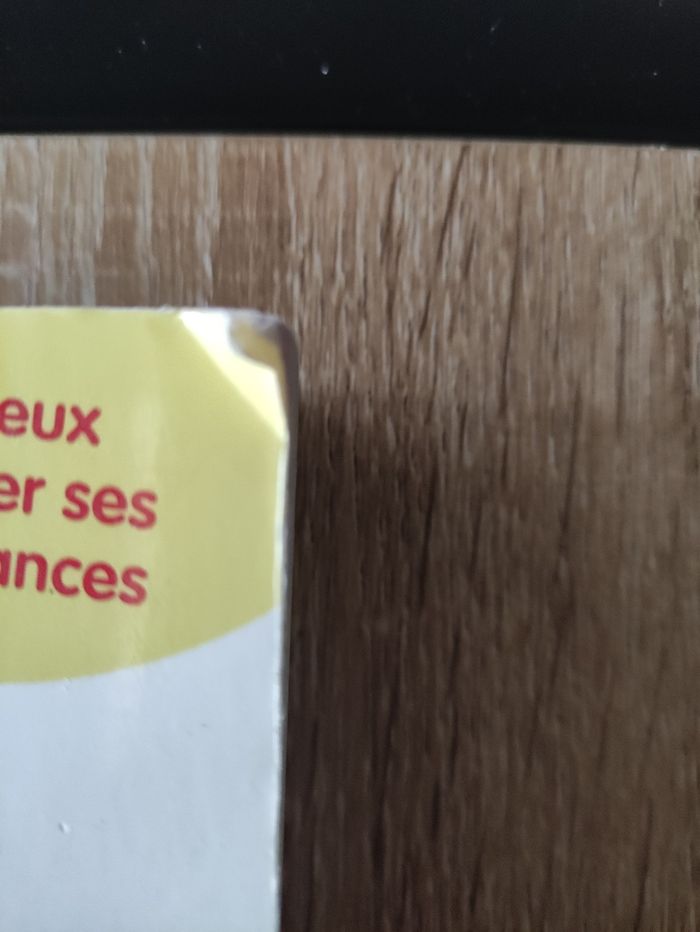 eux
er ses
ances